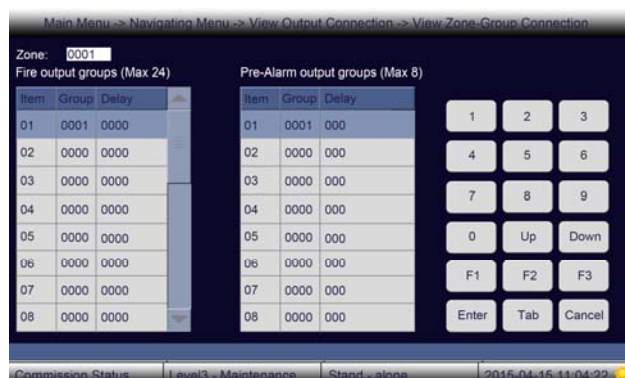 Main Menu -> Navigating Menu -> View Output Connection -> View Zone-Group Connection
Zone: 0001
Fire output groups (Max 24)
Pre-Alarm output groups (Max 8)
Item Group Delay
01 0001 0000
02 0000 0000
03 0000 0000
04 0000 0000
05 0000 0000
06 0000 0000
07 0000 0000
08 0000 0000
Item Group Delay
01 0001 000
02 0000 000
03 0000 000
04 0000 000
05 0000 000
06 0000 000
07 0000 000
08 0000 000
1 2 3
4 5 6
7 8 9
0 Up Down
F1 F2 F3
Enter Tab Cancel
Commission Status Level3 - Maintenance Stand - alone 2015-04-15 11:04:22